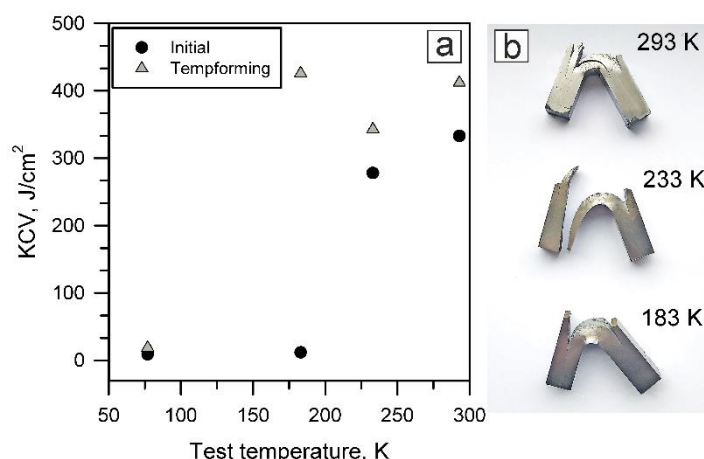 500
400
300
200
100
0
KCV, J/cm²
Initial
Tempforming
a
50
100
150
200
250
300
Test temperature, K
b
293 K
233 K
183 K